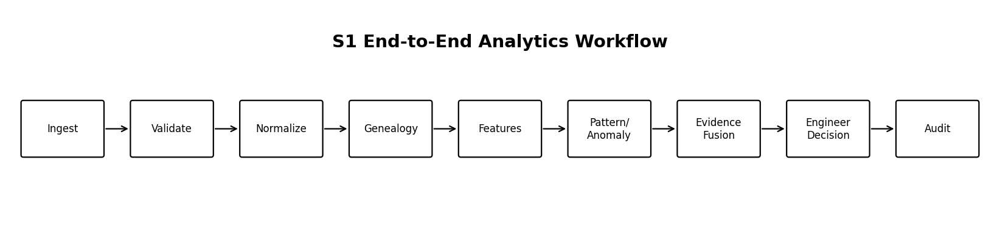 S1 End-to-End Analytics Workflow
Ingest
Validate
Normalize
Genealogy
Features
Pattern/
Anomaly
Evidence
Fusion
Engineer
Decision
Audit